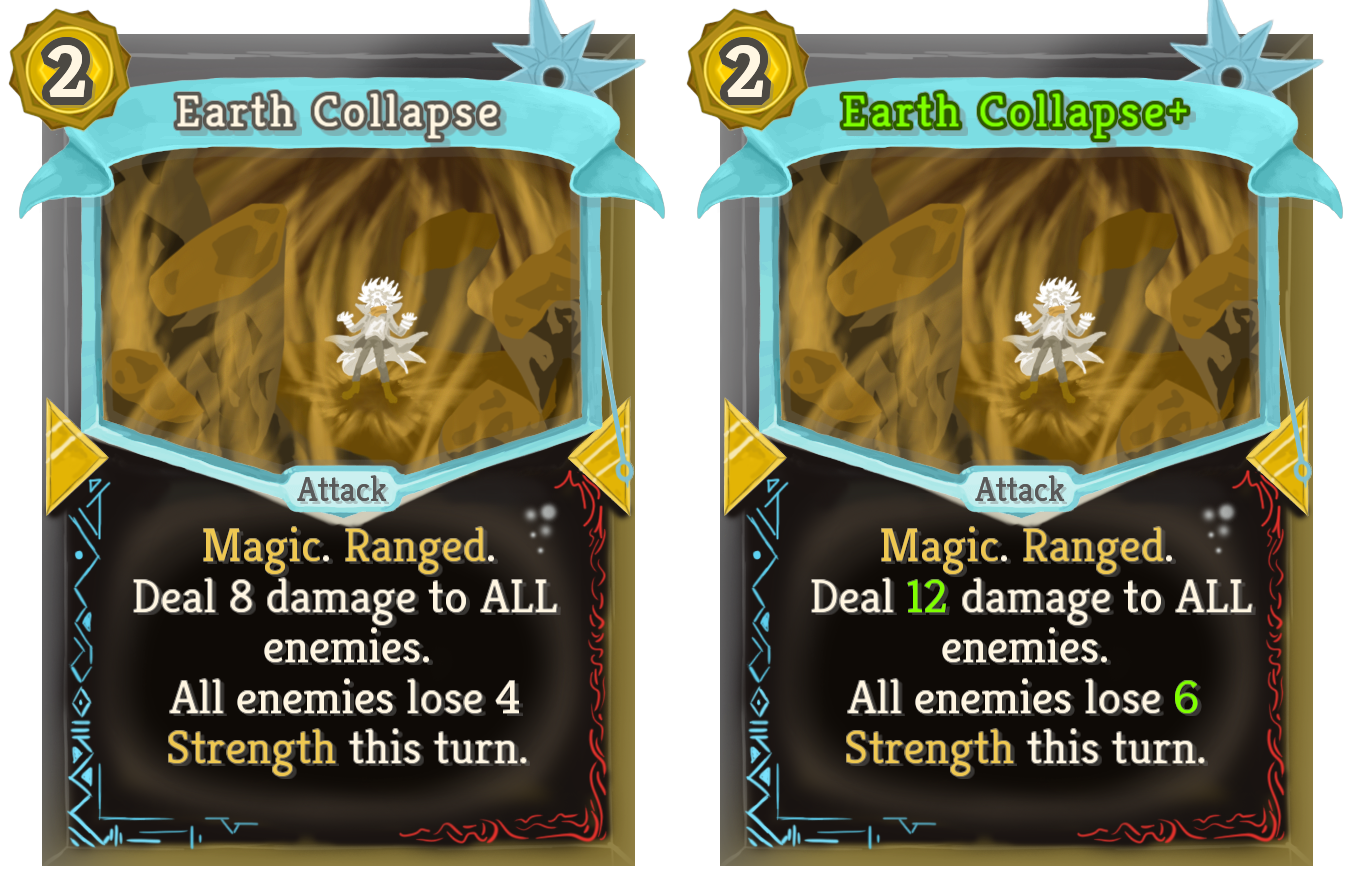 2
Earth Collapse
Attack
Magic. Ranged.
Deal 8 damage to ALL
enemies.
All enemies lose 4
Strength this turn.
2
Earth Collapse+
Attack
Magic. Ranged.
Deal 12 damage to ALL
enemies.
All enemies lose 6
Strength this turn.